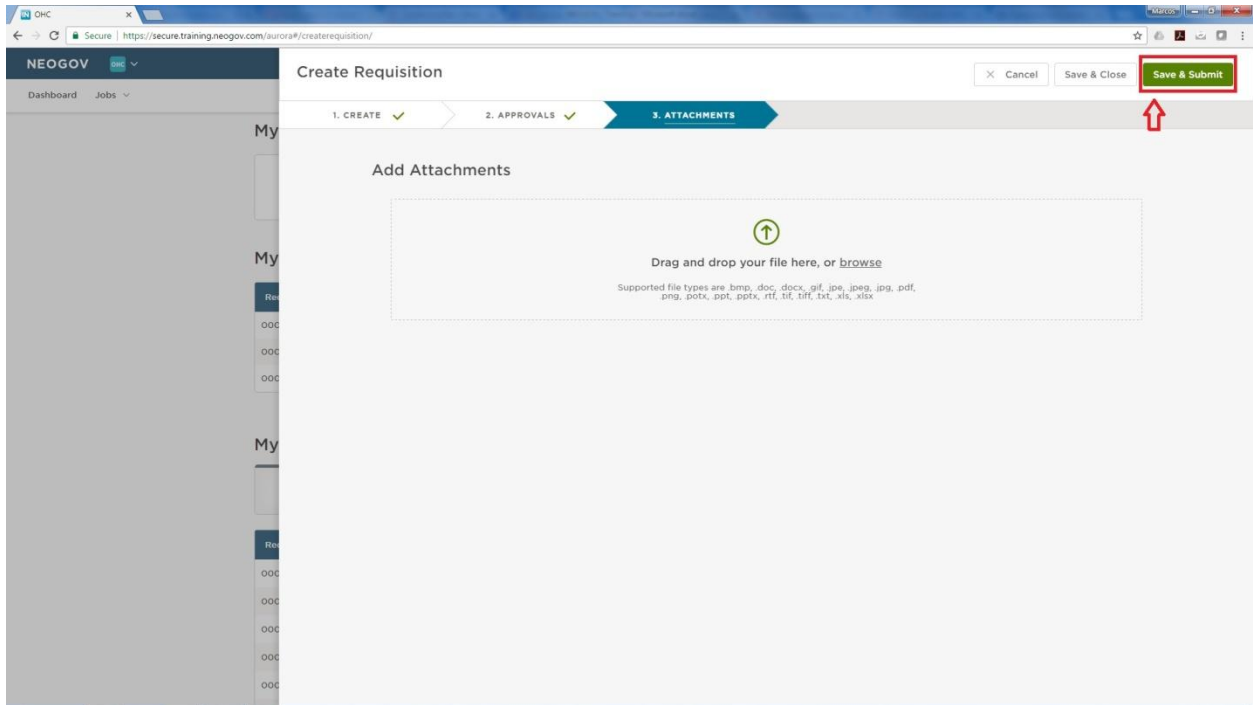 OHC
Marcos
Secure | https://secure.training.neogov.com/aurora#/createrequisition/
NEOGOV OHC
Dashboard Jobs
Create Requisition
Cancel Save & Close Save & Submit
1. CREATE 2. APPROVALS 3. ATTACHMENTS
My
Add Attachments
Drag and drop your file here, or browse
My
Supported file types are .bmp, .doc, .docx, .gif, .jpe, .jpeg, .jpg, .pdf,
.png, .potx, .ppt, .pptx, .rtf, .tif, .tiff, .txt, .xls, .xlsx
My